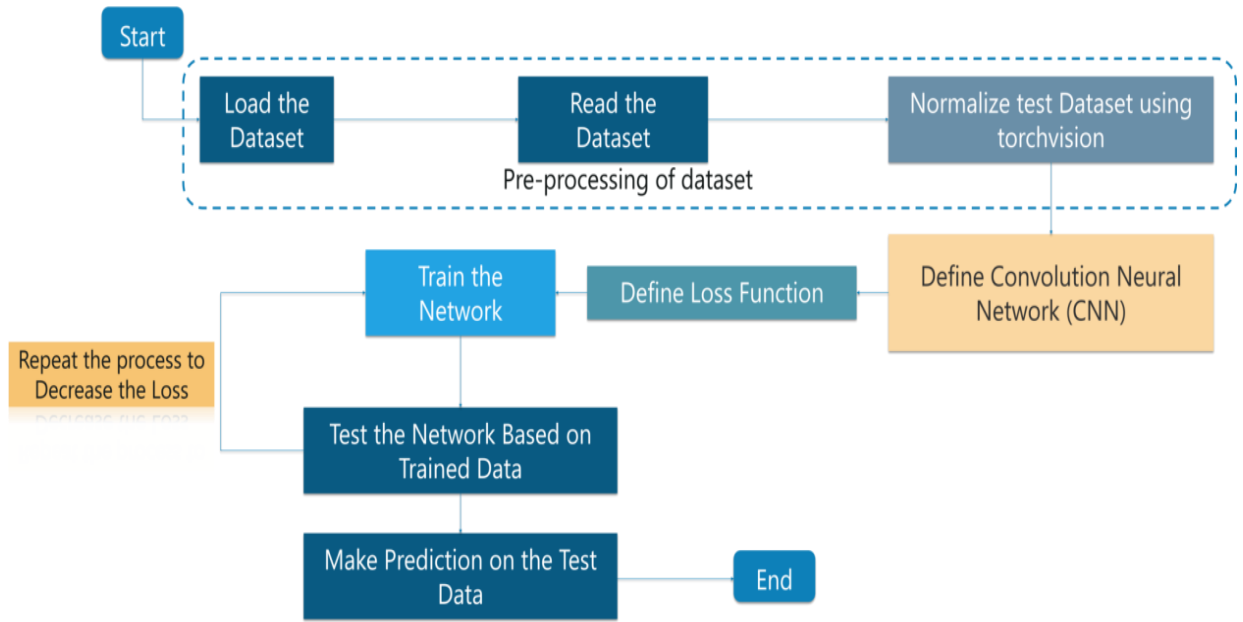 Start
Load the
Dataset
Read the
Dataset
Normalize test Dataset using
torchvision
Pre-processing of dataset
Define Convolution Neural
Network (CNN)
Define Loss Function
Train the
Network
Repeat the process to
Decrease the Loss
Test the Network Based on
Trained Data
Make Prediction on the Test
Data
End